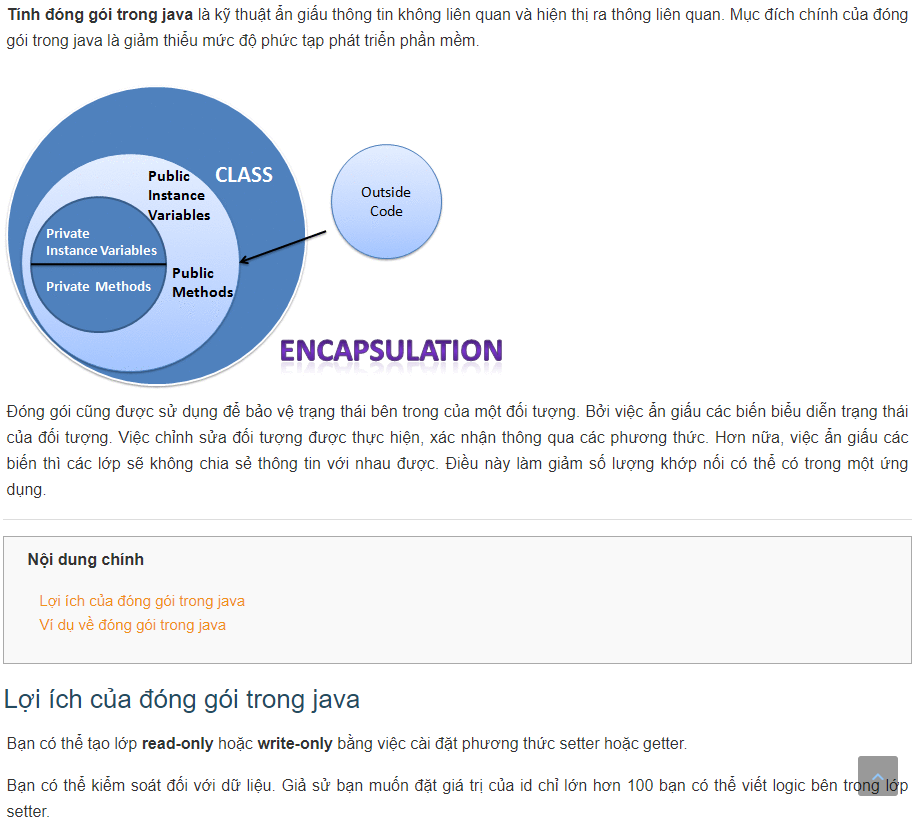 Tính đóng gói trong java là kỹ thuật ẩn giấu thông tin không liên quan và hiện thị ra thông liên quan. Mục đích chính của đóng
gói trong java là giảm thiểu mức độ phức tạp phát triển phần mềm.
CLASS
Public
Instance
Variables
Private
Instance Variables
Private Methods
Public
Methods
Outside
Code
ENCAPSULATION
Đóng gói cũng được sử dụng để bảo vệ trạng thái bên trong của một đối tượng. Bởi việc ẩn giấu các biến biểu diễn trạng thái
của đối tượng. Việc chỉnh sửa đối tượng được thực hiện, xác nhận thông qua các phương thức. Hơn nữa, việc ẩn giấu các
biến thì các lớp sẽ không chia sẻ thông tin với nhau được. Điều này làm giảm số lượng khớp nối có thể có trong một ứng
dụng.
Nội dung chính
Lợi ích của đóng gói trong java
Ví dụ về đóng gói trong java
Lợi ích của đóng gói trong java
Bạn có thể tạo lớp read-only hoặc write-only bằng việc cài đặt phương thức setter hoặc getter.
Bạn có thể kiểm soát đối với dữ liệu. Giả sử bạn muốn đặt giá trị của id chỉ lớn hơn 100 bạn có thể viết logic bên trong lớp
setter.